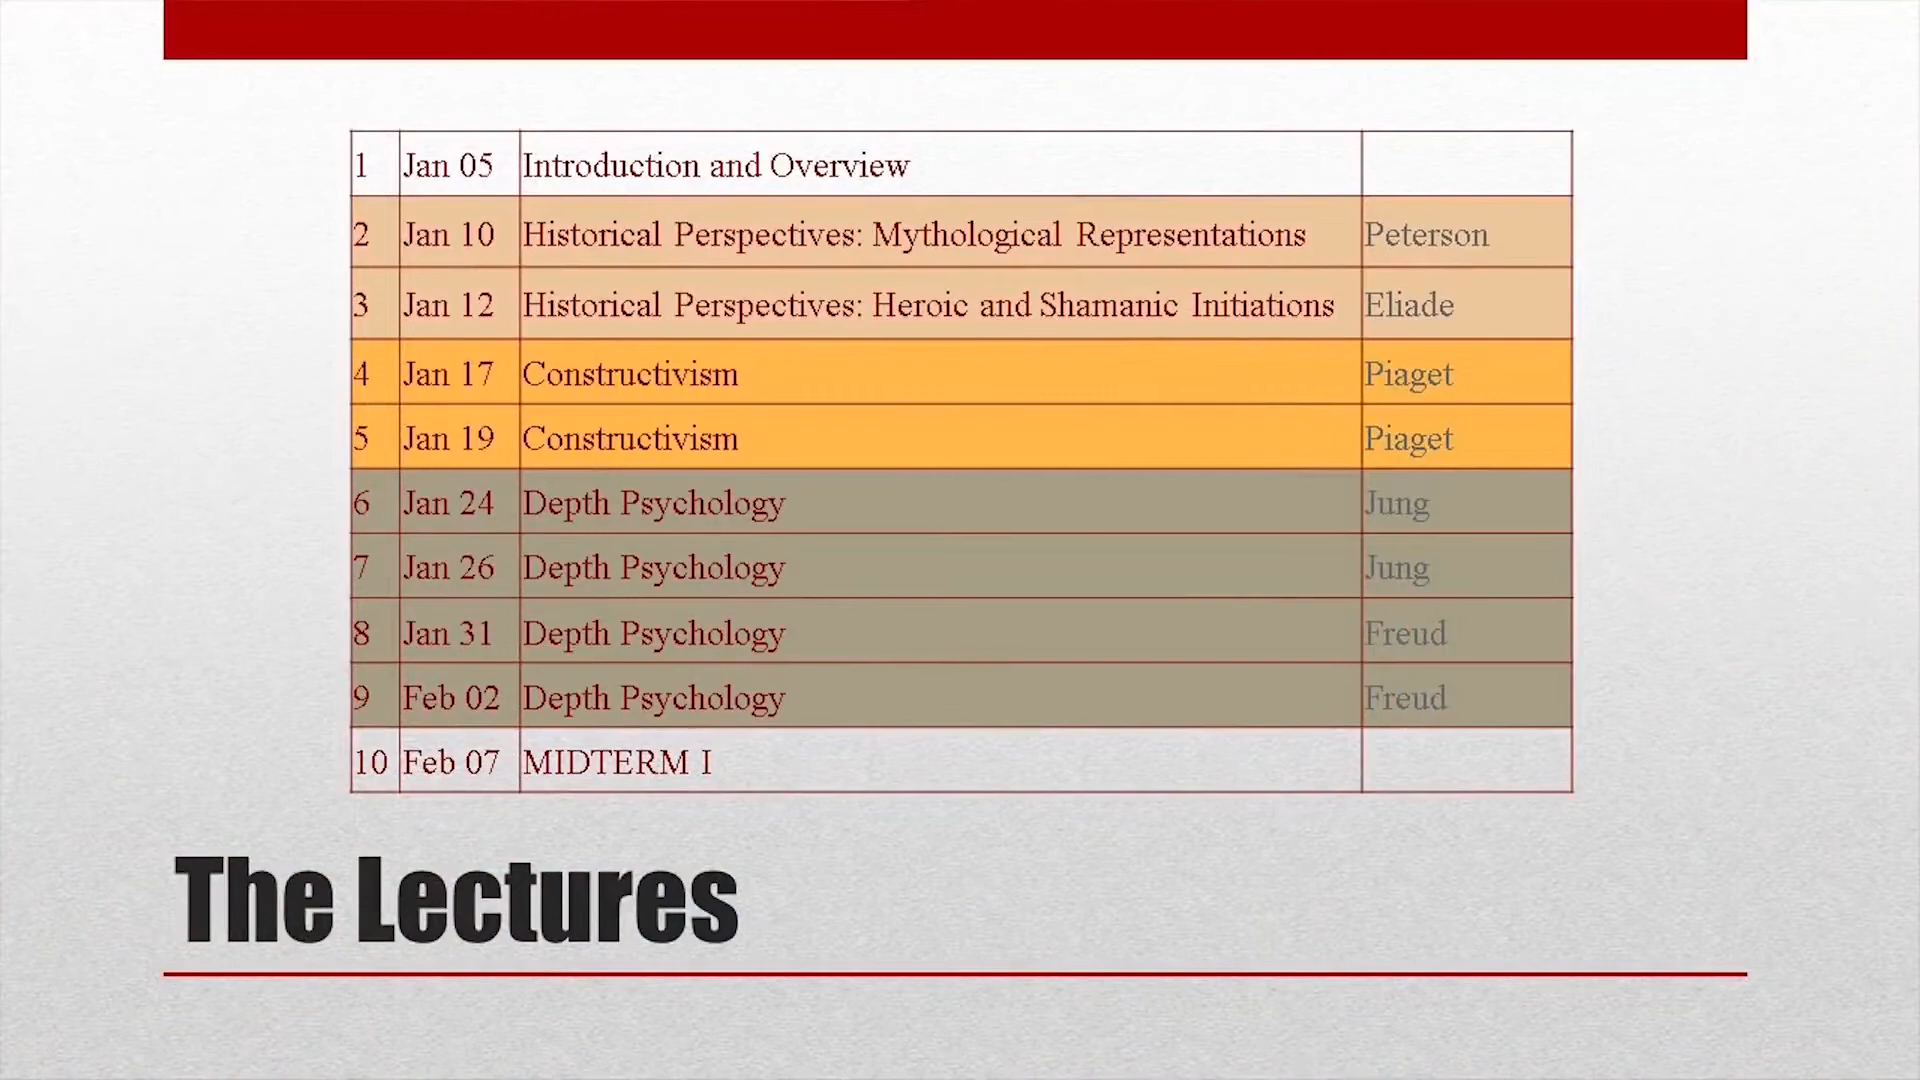 1 Jan 05 Introduction and Overview
2 Jan 10 Historical Perspectives: Mythological Representations Peterson
3 Jan 12 Historical Perspectives: Heroic and Shamanic Initiations Eliade
4 Jan 17 Constructivism Piaget
5 Jan 19 Constructivism Piaget
6 Jan 24 Depth Psychology Jung
7 Jan 26 Depth Psychology Jung
8 Jan 31 Depth Psychology Freud
9 Feb 02 Depth Psychology Freud
10 Feb 07 MIDTERM I
The Lectures